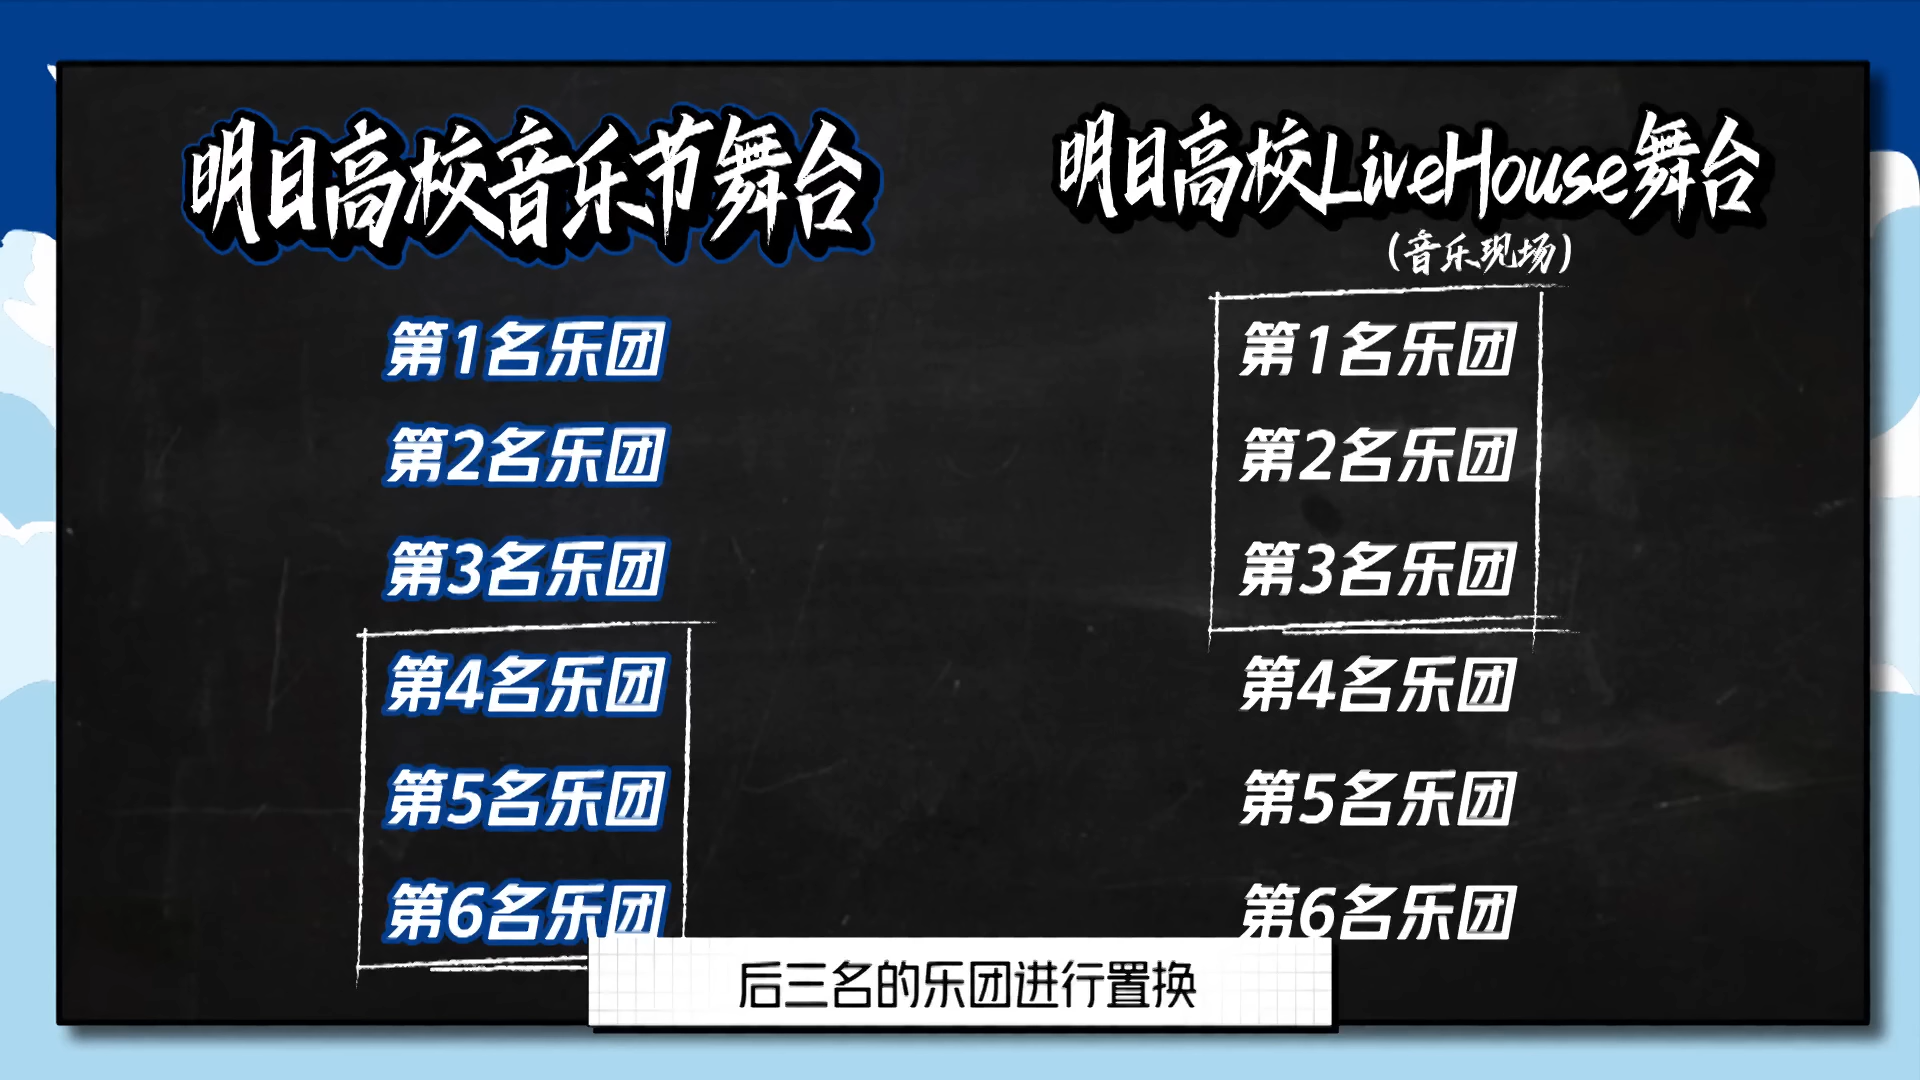 明日高校音乐节舞台
第1名乐团
第2名乐团
第3名乐团
第4名乐团
第5名乐团
第6名乐团
明日高校LiveHouse舞台
(音乐现场)
第1名乐团
第2名乐团
第3名乐团
第4名乐团
第5名乐团
第6名乐团
后三名的乐团进行置换